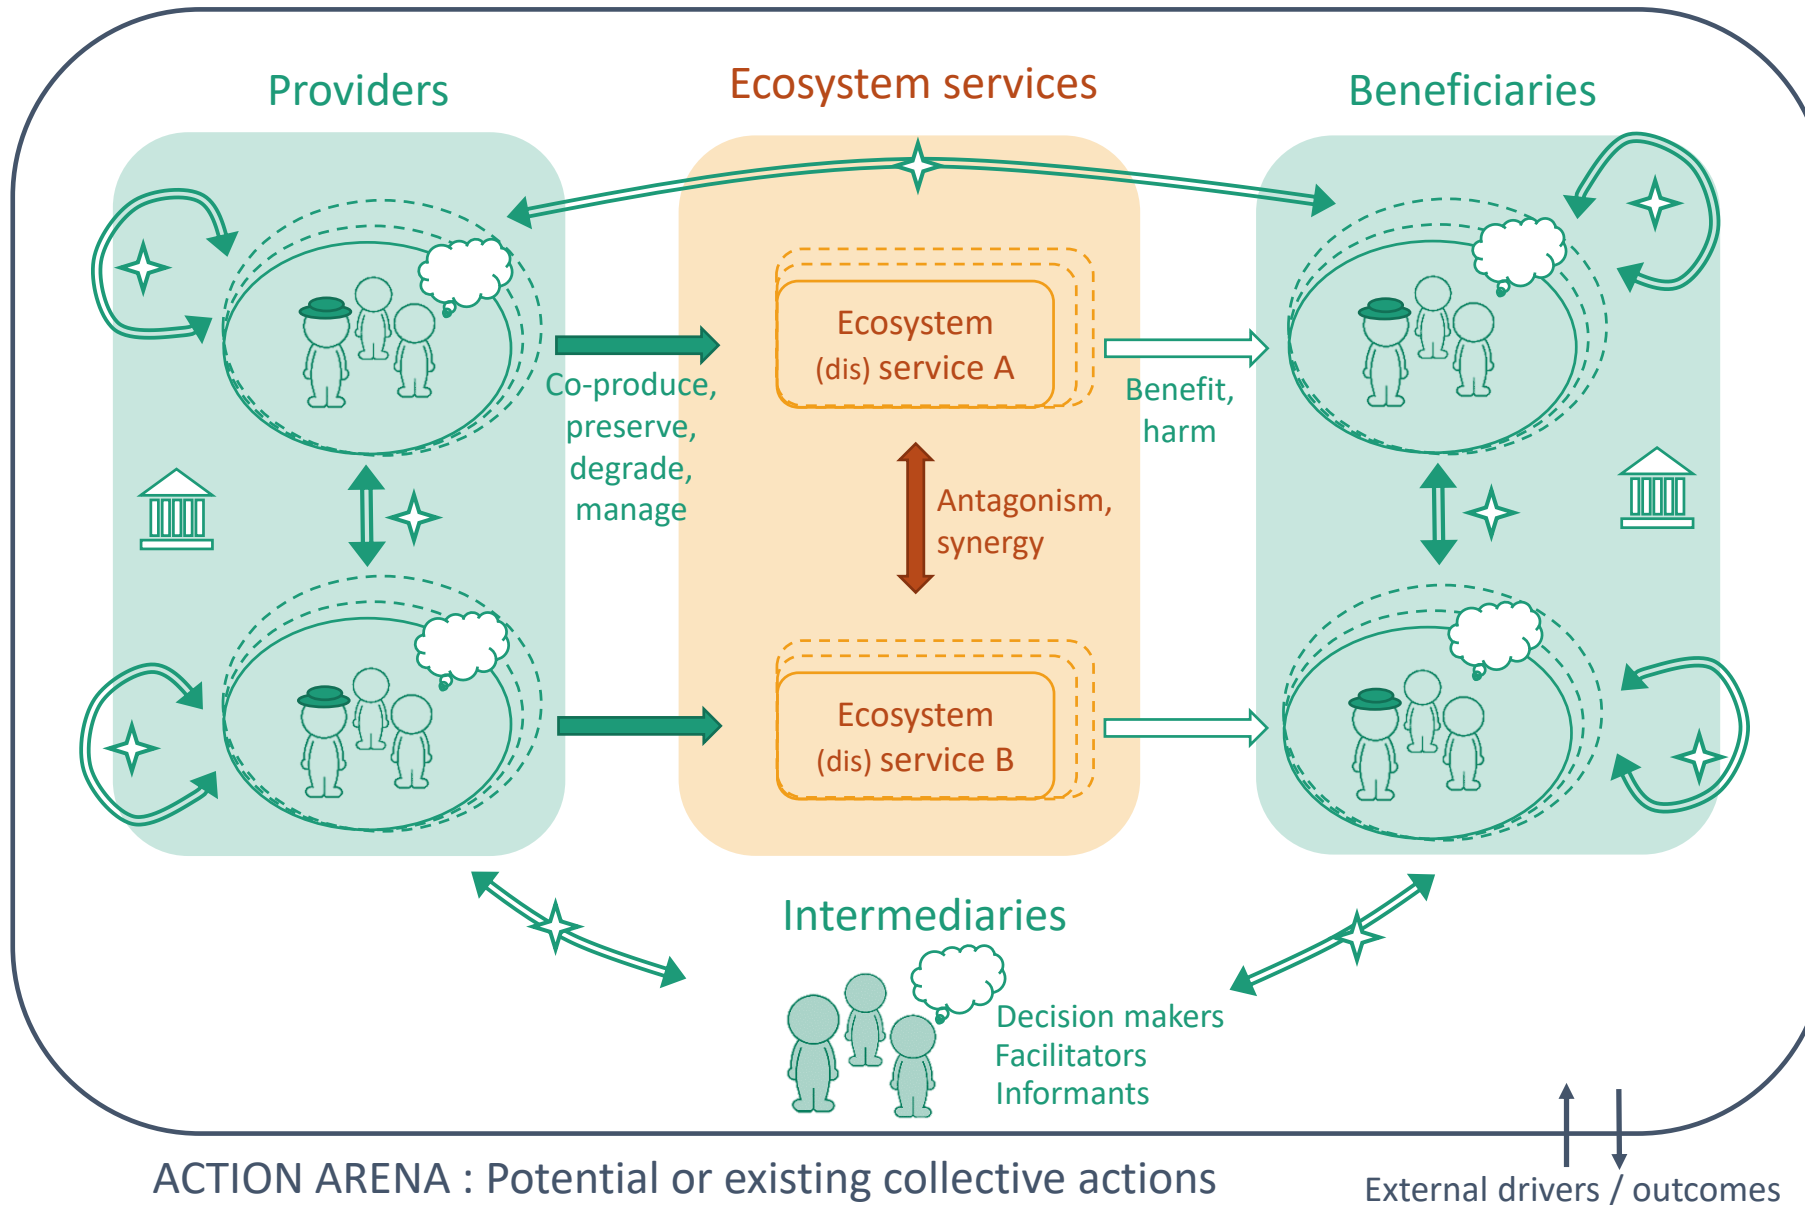 Providers
Ecosystem services
Beneficiaries
Ecosystem
(dis) service A
Co-produce,
preserve,
degrade,
manage
Benefit,
harm
Antagonism,
synergy
Ecosystem
(dis) service B
Intermediaries
Decision makers
Facilitators
Informants
ACTION ARENA : Potential or existing collective actions
External drivers / outcomes